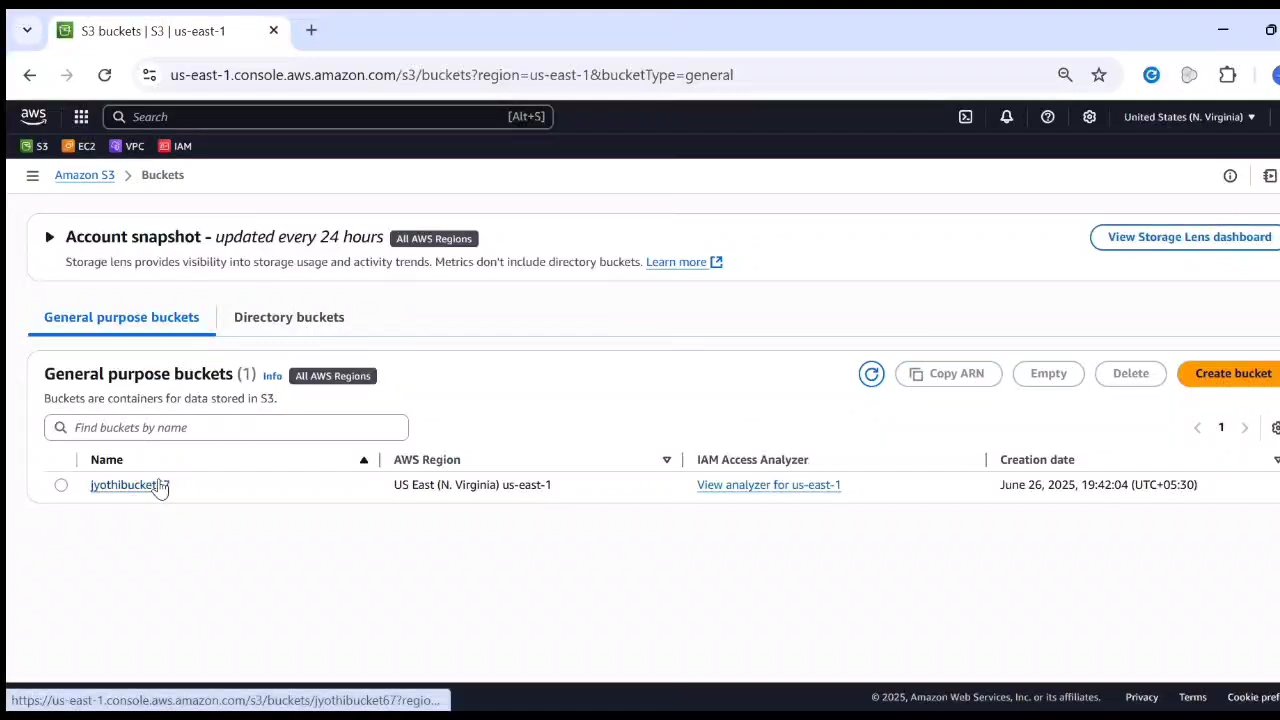 S3 buckets | S3 | us-east-1
us-east-1.console.aws.amazon.com/s3/buckets?region=us-east-1&bucketType=general
aws Search [Alt+S] United States (N. Virginia)
S3 EC2 VPC IAM
Amazon S3 Buckets
Account snapshot - updated every 24 hours All AWS Regions View Storage Lens dashboard
Storage lens provides visibility into storage usage and activity trends. Metrics don't include directory buckets. Learn more
General purpose buckets Directory buckets
General purpose buckets (1) Info All AWS Regions Copy ARN Empty Delete Create bucket
Buckets are containers for data stored in S3.
Find buckets by name 1
Name AWS Region IAM Access Analyzer Creation date
jyothibucket67 US East (N. Virginia) us-east-1 View analyzer for us-east-1 June 26, 2025, 19:42:04 (UTC+05:30)
https://us-east-1.console.aws.amazon.com/s3/buckets/jyothibucket67?regio... © 2025, Amazon Web Services, Inc. or its affiliates. Privacy Terms Cookie pref